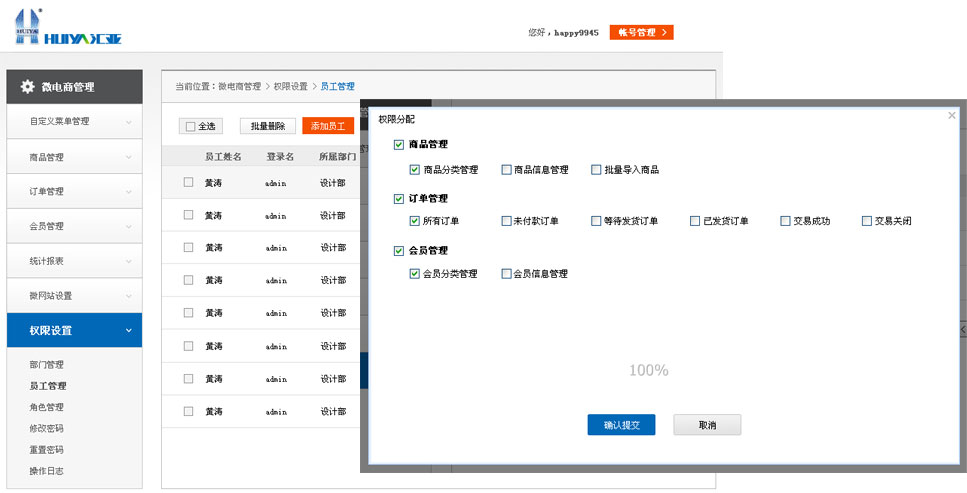 HUIYA
HUIYA汇亚
您好，happy9945
帐号管理 >
微电商管理
自定义菜单管理
商品管理
订单管理
会员管理
统计报表
微网站设置
权限设置
部门管理
员工管理
角色管理
修改密码
重置密码
操作日志
当前位置：微电商管理 > 权限设置 > 员工管理
全选 批量删除 添加员工
员工姓名 登录名 所属部门
黄涛 admin 设计部
黄涛 admin 设计部
黄涛 admin 设计部
黄涛 admin 设计部
黄涛 admin 设计部
黄涛 admin 设计部
黄涛 admin 设计部
黄涛 admin 设计部
权限分配
商品管理
商品分类管理 商品信息管理 批量导入商品
订单管理
所有订单 未付款订单 等待发货订单 已发货订单 交易成功 交易关闭
会员管理
会员分类管理 会员信息管理
100%
确认提交 取消